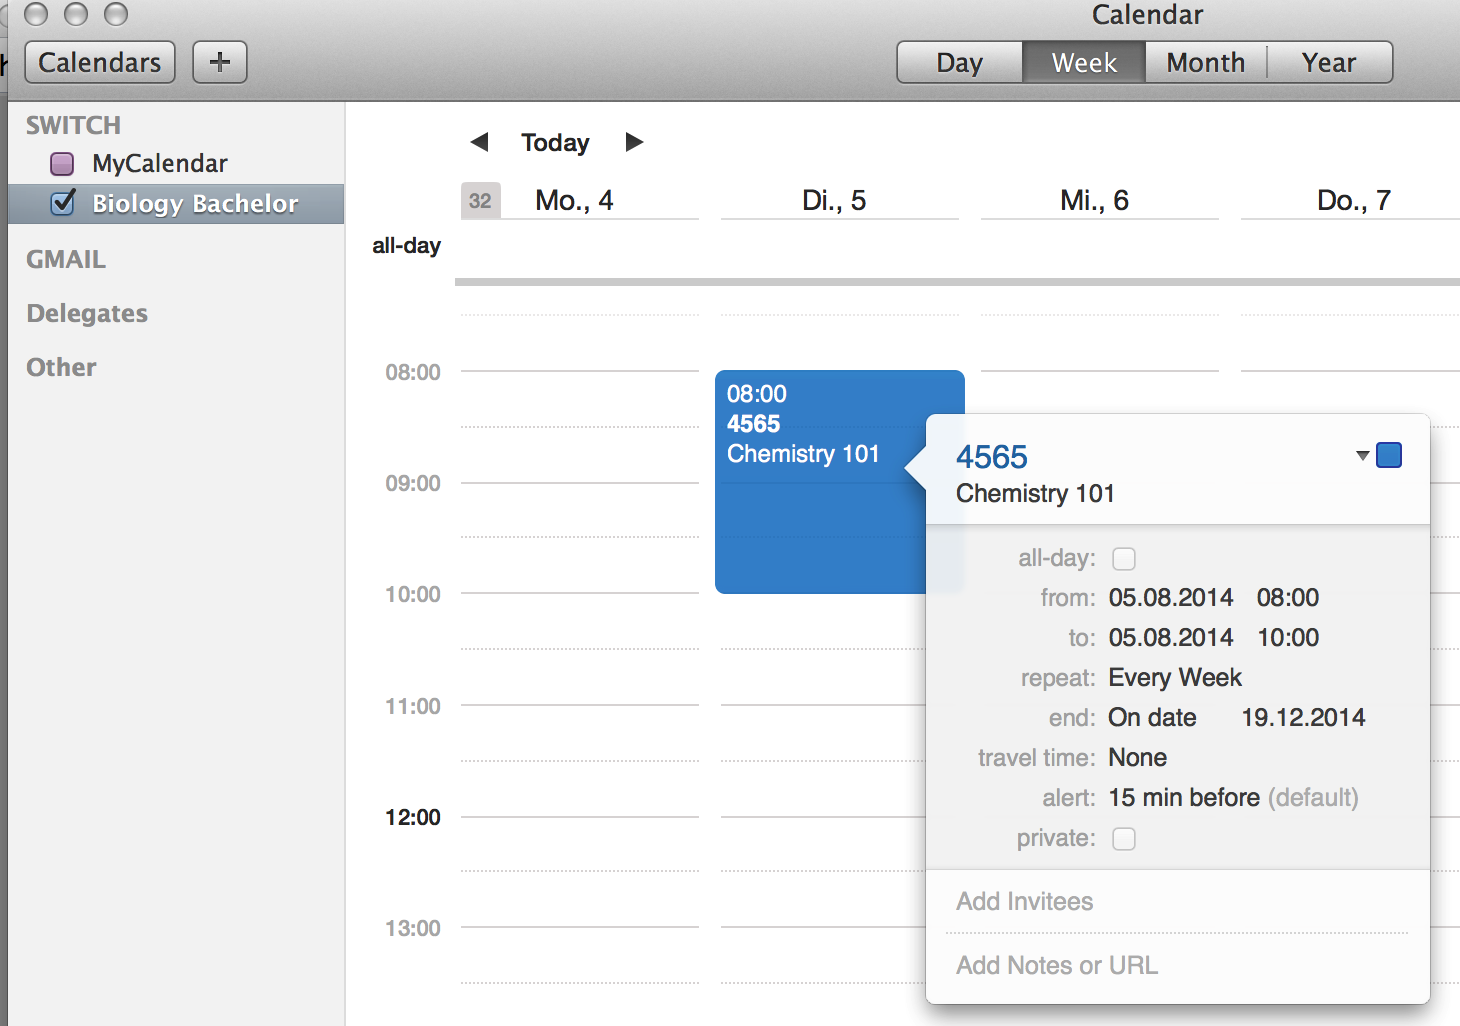 Calendar
Calendars +
Day Week Month Year
SWITCH
MyCalendar
Biology Bachelor
GMAIL
Delegates
Other
Today
32 Mo., 4 Di., 5 Mi., 6 Do., 7
all-day
08:00
09:00
10:00
11:00
12:00
13:00
08:00
4565
Chemistry 101
4565
Chemistry 101
all-day:
from: 05.08.2014 08:00
to: 05.08.2014 10:00
repeat: Every Week
end: On date 19.12.2014
travel time: None
alert: 15 min before (default)
private:
Add Invitees
Add Notes or URL